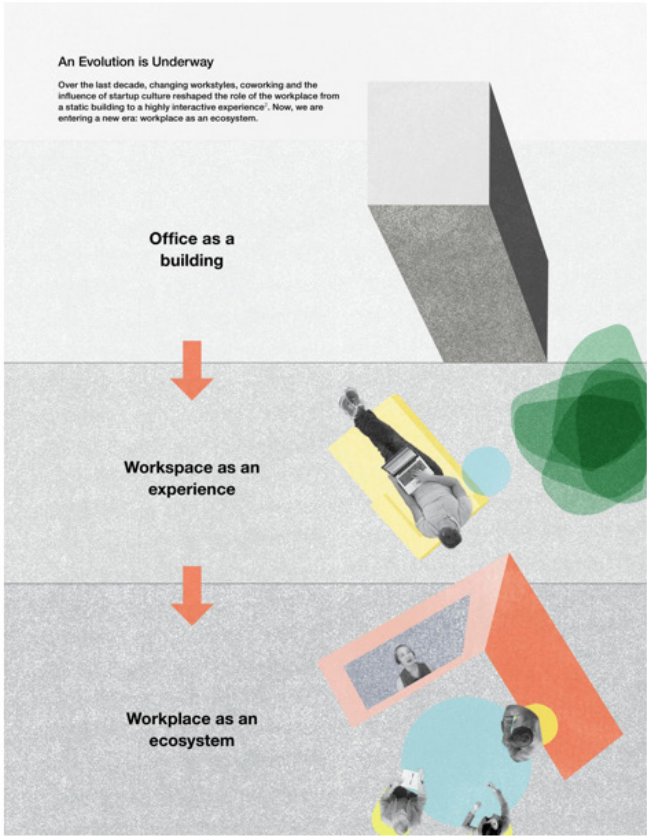 An Evolution is Underway
Over the last decade, changing workstyles, coworking and the
influence of startup culture reshaped the role of the workplace from
a static building to a highly interactive experience². Now, we are
entering a new era: workplace as an ecosystem.
Office as a
building
Workspace as an
experience
Workplace as an
ecosystem